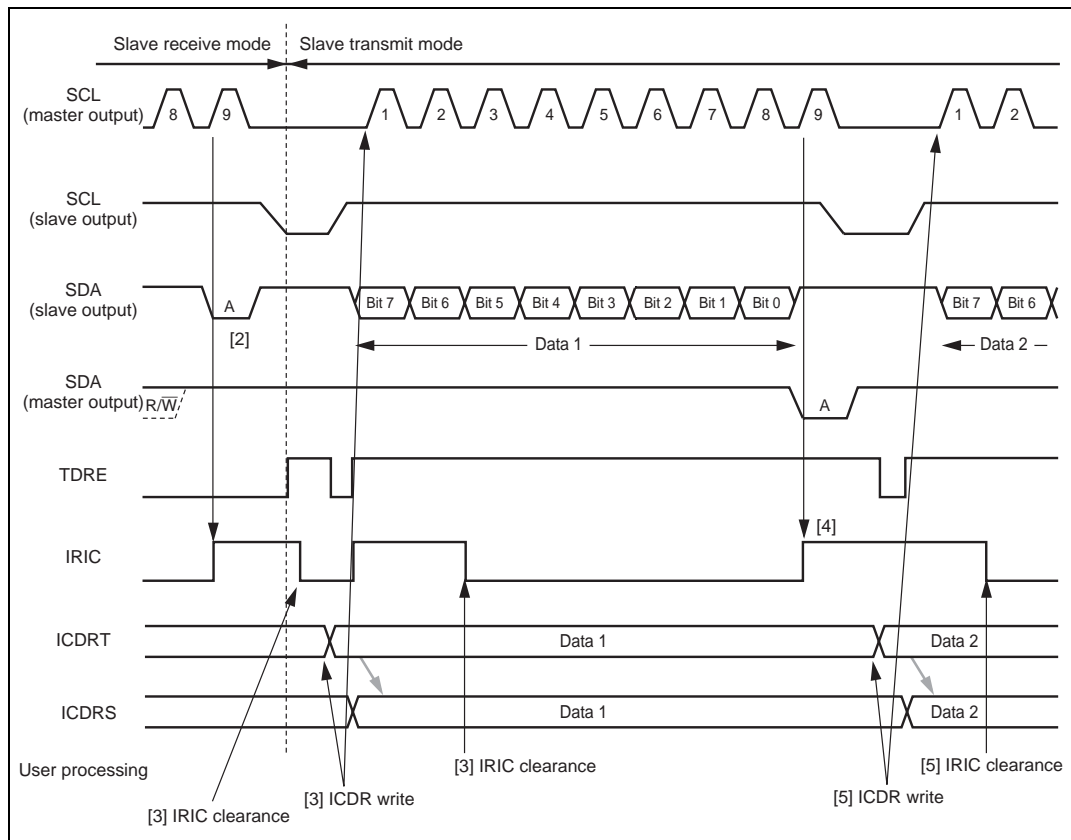 Slave receive mode
Slave transmit mode
SCL
(master output)
8 9 1 2 3 4 5 6 7 8 9 1 2
SCL
(slave output)
SDA
(slave output)
A
Bit 7 Bit 6 Bit 5 Bit 4 Bit 3 Bit 2 Bit 1 Bit 0 Bit 7 Bit 6
[2]
Data 1
Data 2
SDA
(master output)
R/W̅
A
TDRE
[4]
IRIC
ICDRT
Data 1
Data 2
ICDRS
Data 1
Data 2
User processing
[3] IRIC clearance
[3] ICDR write
[3] IRIC clearance
[5] ICDR write
[5] IRIC clearance